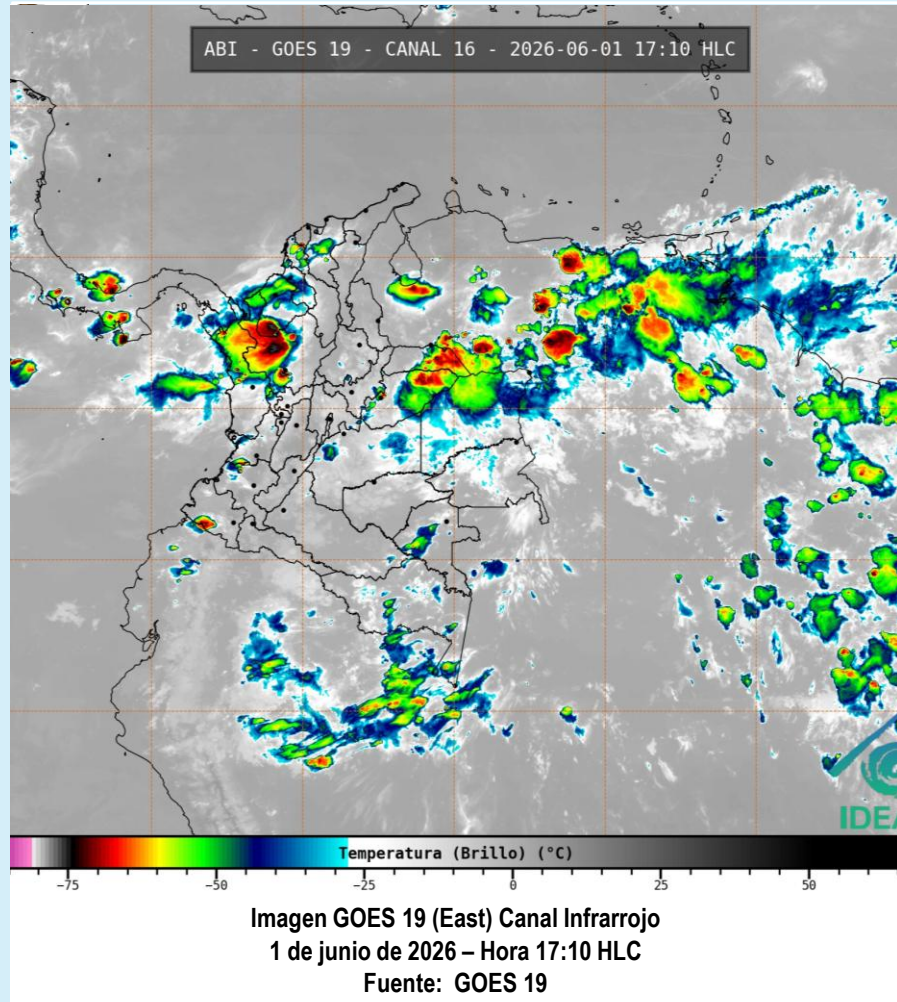 ABI - GOES 19 - CANAL 16 - 2026-06-01 17:10 HLC
Temperatura (Brillo) (°C)
−75 −50 −25 0 25 50
Imagen GOES 19 (East) Canal Infrarrojo
1 de junio de 2026 – Hora 17:10 HLC
Fuente: GOES 19